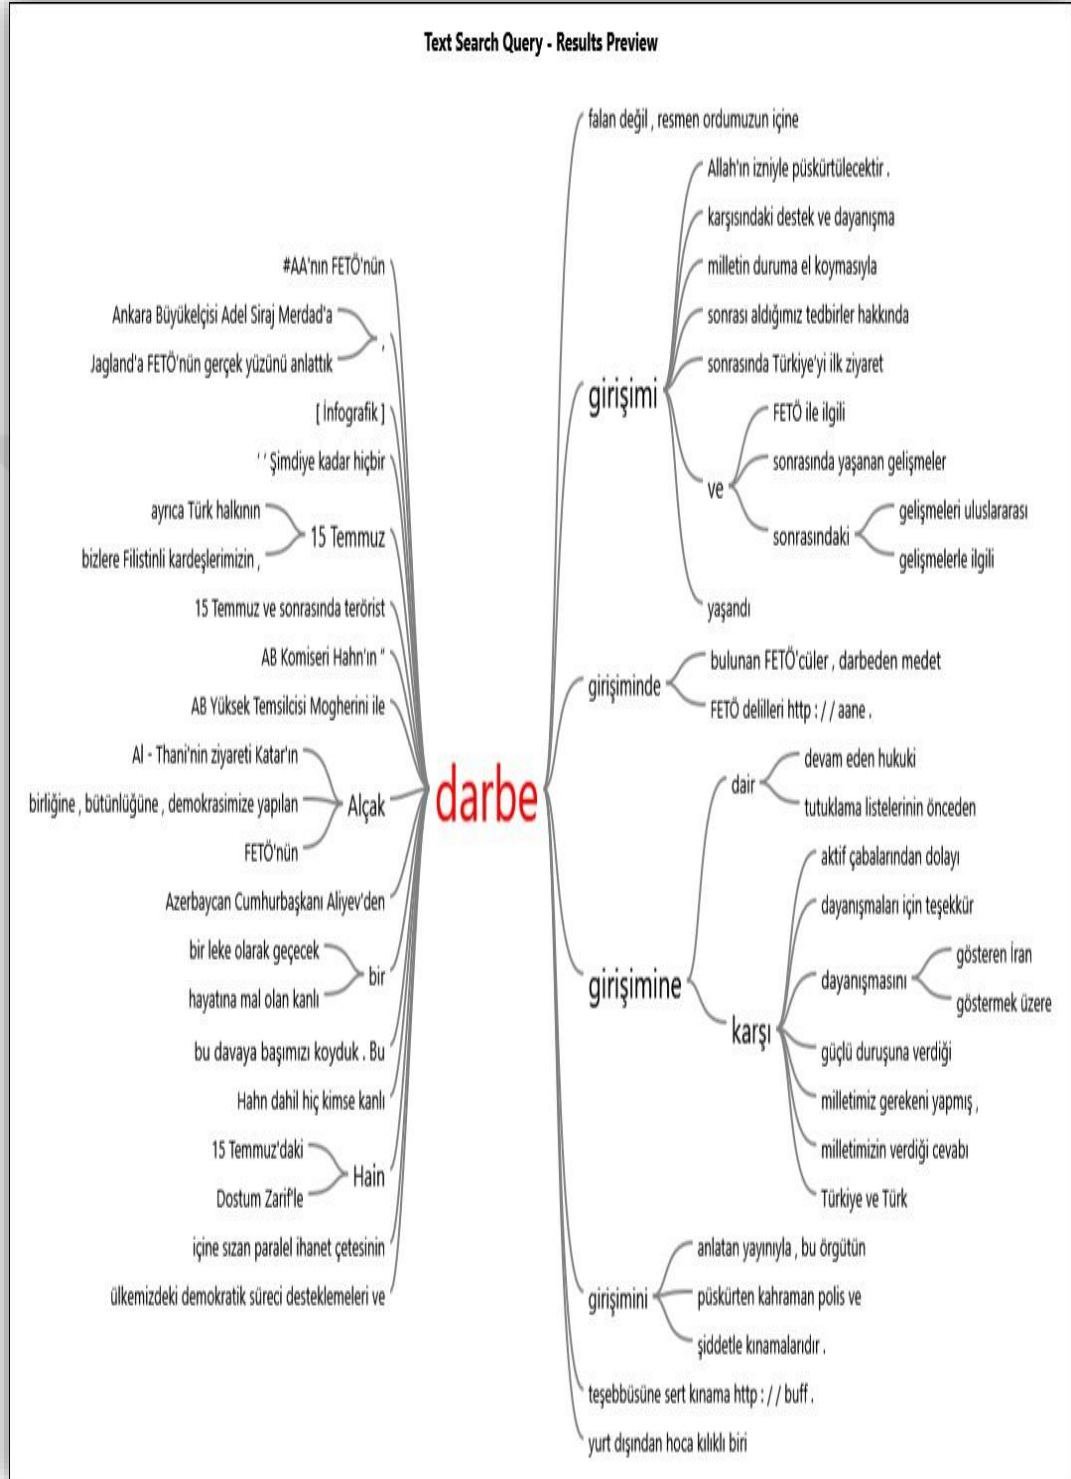 Text Search Query - Results Preview
#AA'nın FETÖ'nün
Ankara Büyükelçisi Adel Siraj Merdad'a
Jagland'a FETÖ'nün gerçek yüzünü anlattık
,
[ İnfografik ]
' ' Şimdiye kadar hiçbir
ayrıca Türk halkının
bizlere Filistinli kardeşlerimizin ,
15 Temmuz
15 Temmuz ve sonrasında terörist
AB Komiseri Hahn'ın "
AB Yüksek Temsilcisi Mogherini ile
Al - Thani'nin ziyareti Katar'ın
birliğine , bütünlüğüne , demokrasimize yapılan
FETÖ'nün
Alçak
Azerbaycan Cumhurbaşkanı Aliyev'den
bir leke olarak geçecek
hayatına mal olan kanlı
bir
bu davaya başımızı koyduk . Bu
Hahn dahil hiç kimse kanlı
15 Temmuz'daki
Dostum Zarif'le
Hain
içine sızan paralel ihanet çetesinin
ülkemizdeki demokratik süreci desteklemeleri ve
darbe
falan değil , resmen ordumuzun içine
girişimi
Allah'ın izniyle püskürtülecektir .
karşısındaki destek ve dayanışma
milletin duruma el koymasıyla
sonrası aldığımız tedbirler hakkında
sonrasında Türkiye'yi ilk ziyaret
ve
FETÖ ile ilgili
sonrasında yaşanan gelişmeler
sonrasındaki
gelişmeleri uluslararası
gelişmelerle ilgili
yaşandı
girişiminde
bulunan FETÖ'cüler , darbeden medet
FETÖ delilleri http : / / aane .
girişimine
dair
devam eden hukuki
tutuklama listelerinin önceden
karşı
aktif çabalarından dolayı
dayanışmaları için teşekkür
dayanışmasını
gösteren İran
göstermek üzere
güçlü duruşuna verdiği
milletimiz gerekeni yapmış ,
milletimizin verdiği cevabı
Türkiye ve Türk
girişimini
anlatan yayınıyla , bu örgütün
püskürten kahraman polis ve
şiddetle kınamalarıdır .
teşebbüsüne sert kınama http : / / buff .
yurt dışından hoca kılıklı biri